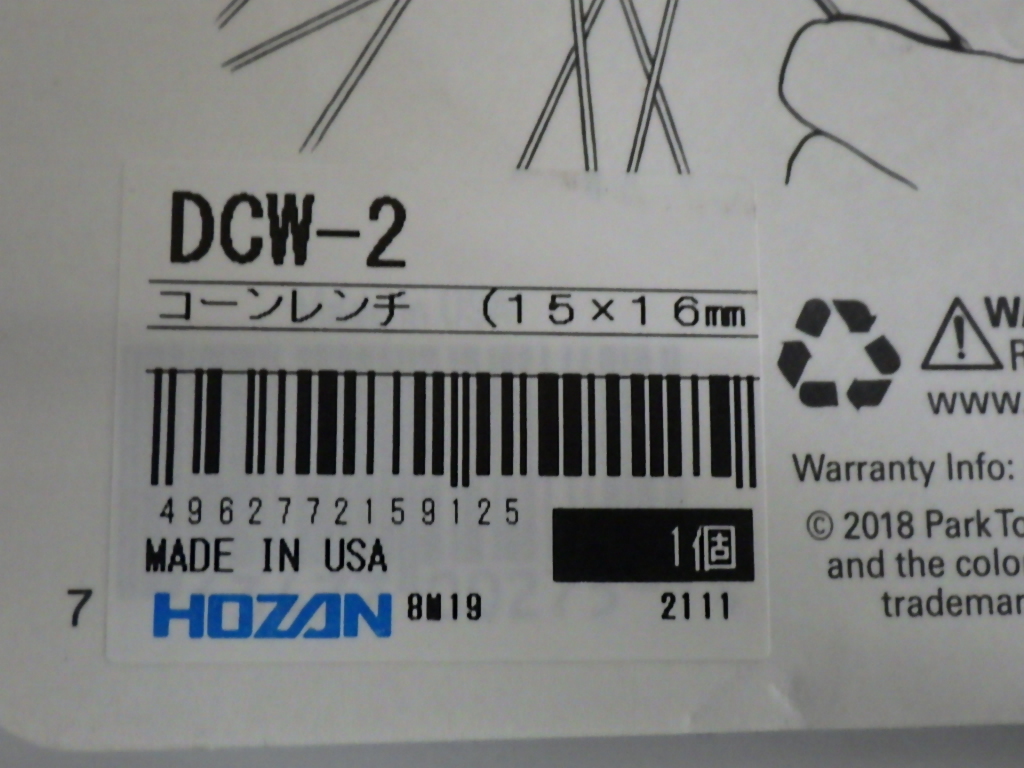 DCW-2
コーンレンチ (15×16mm
4962772159125
1個
MADE IN USA
7
HOZAN 8M19 2111
WA
R
www.
Warranty Info:
© 2018 Park To
and the colo
trademar